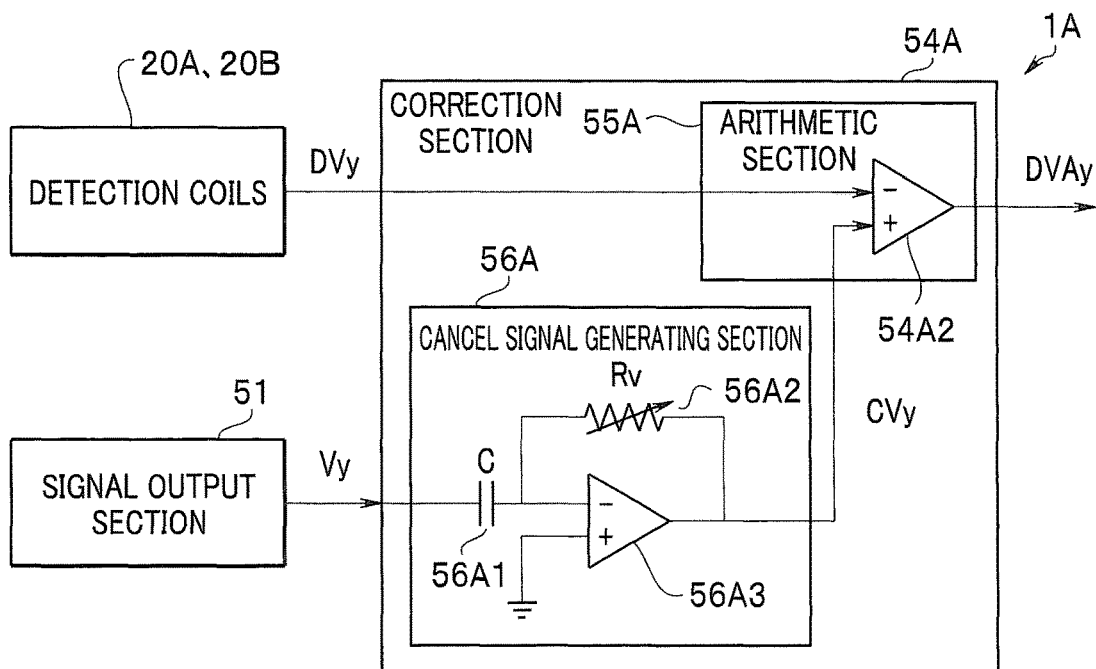 1A
54A
20A、20B
CORRECTION
SECTION
55A
ARITHMETIC
SECTION
DETECTION COILS
DVy
-
+
DVAy
54A2
56A
CANCEL SIGNAL GENERATING SECTION
Rv
56A2
CVy
51
SIGNAL OUTPUT
SECTION
Vy
C
-
+
56A1
56A3